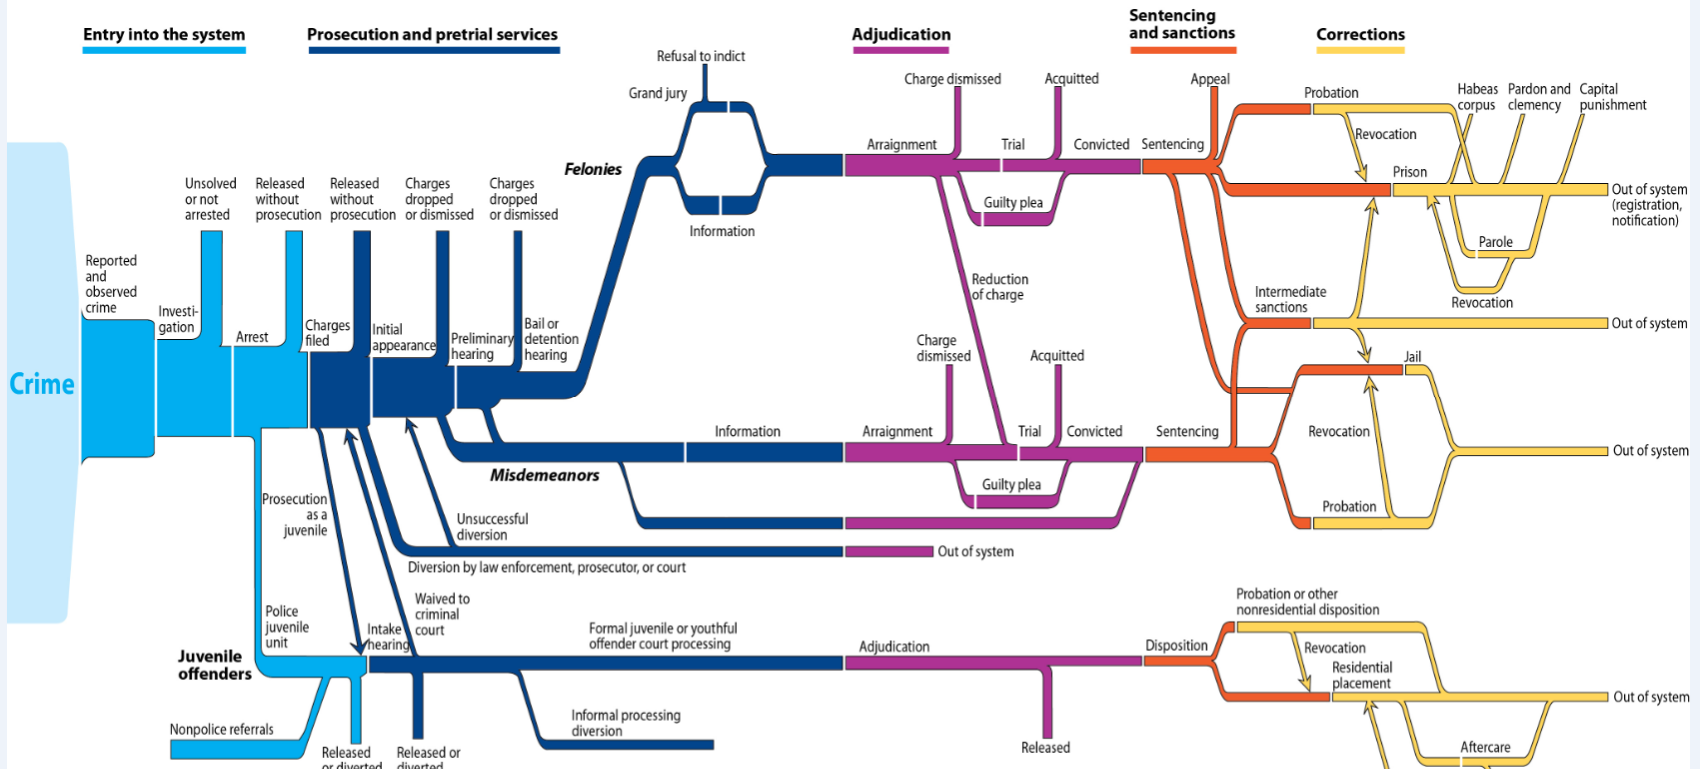 Entry into the system
Prosecution and pretrial services
Adjudication
Sentencing
and sanctions
Corrections
Refusal to indict
Grand jury
Felonies
Information
Charge dismissed
Acquitted
Arraignment
Trial
Convicted
Guilty plea
Reduction
of charge
Appeal
Sentencing
Probation
Revocation
Habeas
corpus
Pardon and
clemency
Capital
punishment
Prison
Out of system
(registration,
notification)
Parole
Revocation
Intermediate
sanctions
Out of system
Crime
Reported
and
observed
crime
Investi-
gation
Unsolved
or not
arrested
Arrest
Released
without
prosecution
Charges
filed
Released
without
prosecution
Initial
appearance
Charges
dropped
or dismissed
Preliminary
hearing
Charges
dropped
or dismissed
Bail or
detention
hearing
Misdemeanors
Information
Charge
dismissed
Acquitted
Arraignment
Trial
Convicted
Guilty plea
Sentencing
Jail
Revocation
Probation
Out of system
Unsuccessful
diversion
Out of system
Diversion by law enforcement, prosecutor, or court
Prosecution
as a
juvenile
Waived to
criminal
court
Police
juvenile
unit
Intake
hearing
Juvenile
offenders
Nonpolice referrals
Released
or diverted
Released or
diverted
Formal juvenile or youthful
offender court processing
Informal processing
diversion
Adjudication
Released
Disposition
Probation or other
nonresidential disposition
Revocation
Residential
placement
Out of system
Aftercare